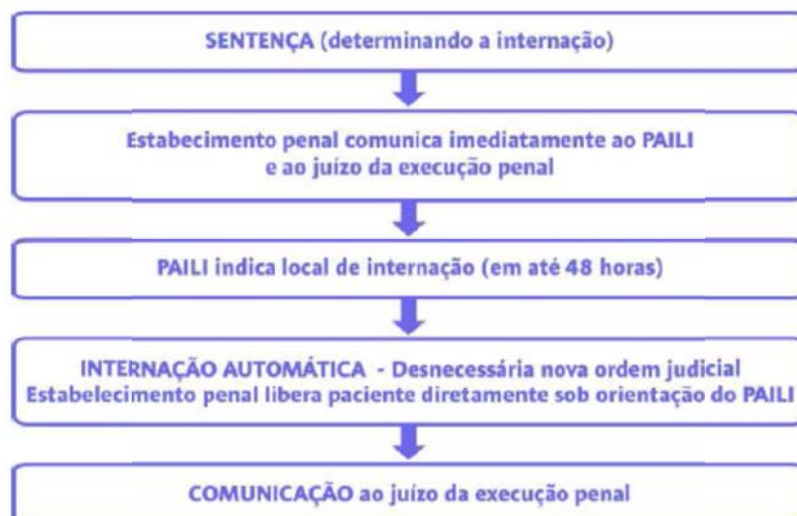 SENTENÇA (determinando a internação)
Estabecimento penal comunica imediatamente ao PAILI
e ao juízo da execução penal
PAILI indica local de internação (em até 48 horas)
INTERNAÇÃO AUTOMÁTICA - Desnecessária nova ordem judicial
Estabelecimento penal libera paciente diretamente sob orientação do PAILI
COMUNICAÇÃO ao juízo da execução penal